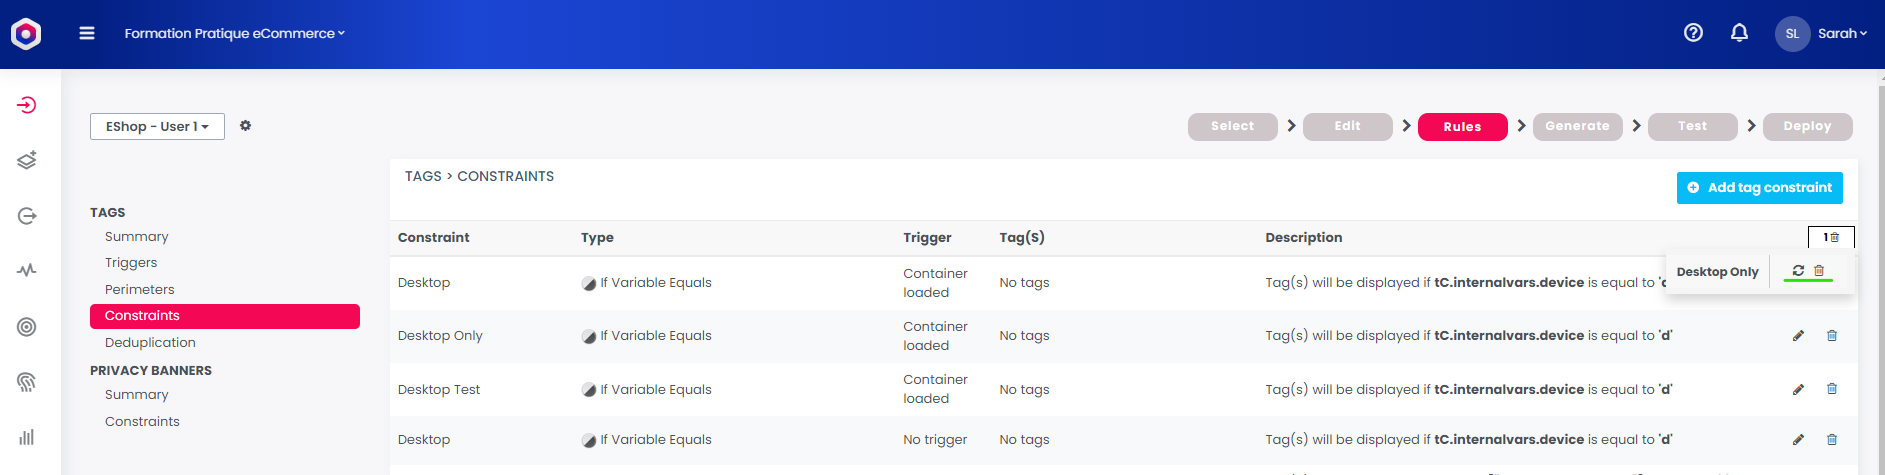 Formation Pratique eCommerce
SL Sarah
EShop - User 1
Select Edit Rules Generate Test Deploy
TAGS > CONSTRAINTS
Add tag constraint
TAGS
Summary
Triggers
Perimeters
Constraints
Deduplication
PRIVACY BANNERS
Summary
Constraints
Constraint Type Trigger Tag(S) Description 1
Desktop Only
Desktop If Variable Equals Container loaded No tags Tag(s) will be displayed if tC.internalvars.device is equal to
Desktop Only If Variable Equals Container loaded No tags Tag(s) will be displayed if tC.internalvars.device is equal to 'd'
Desktop Test If Variable Equals Container loaded No tags Tag(s) will be displayed if tC.internalvars.device is equal to 'd'
Desktop If Variable Equals No trigger No tags Tag(s) will be displayed if tC.internalvars.device is equal to 'd'